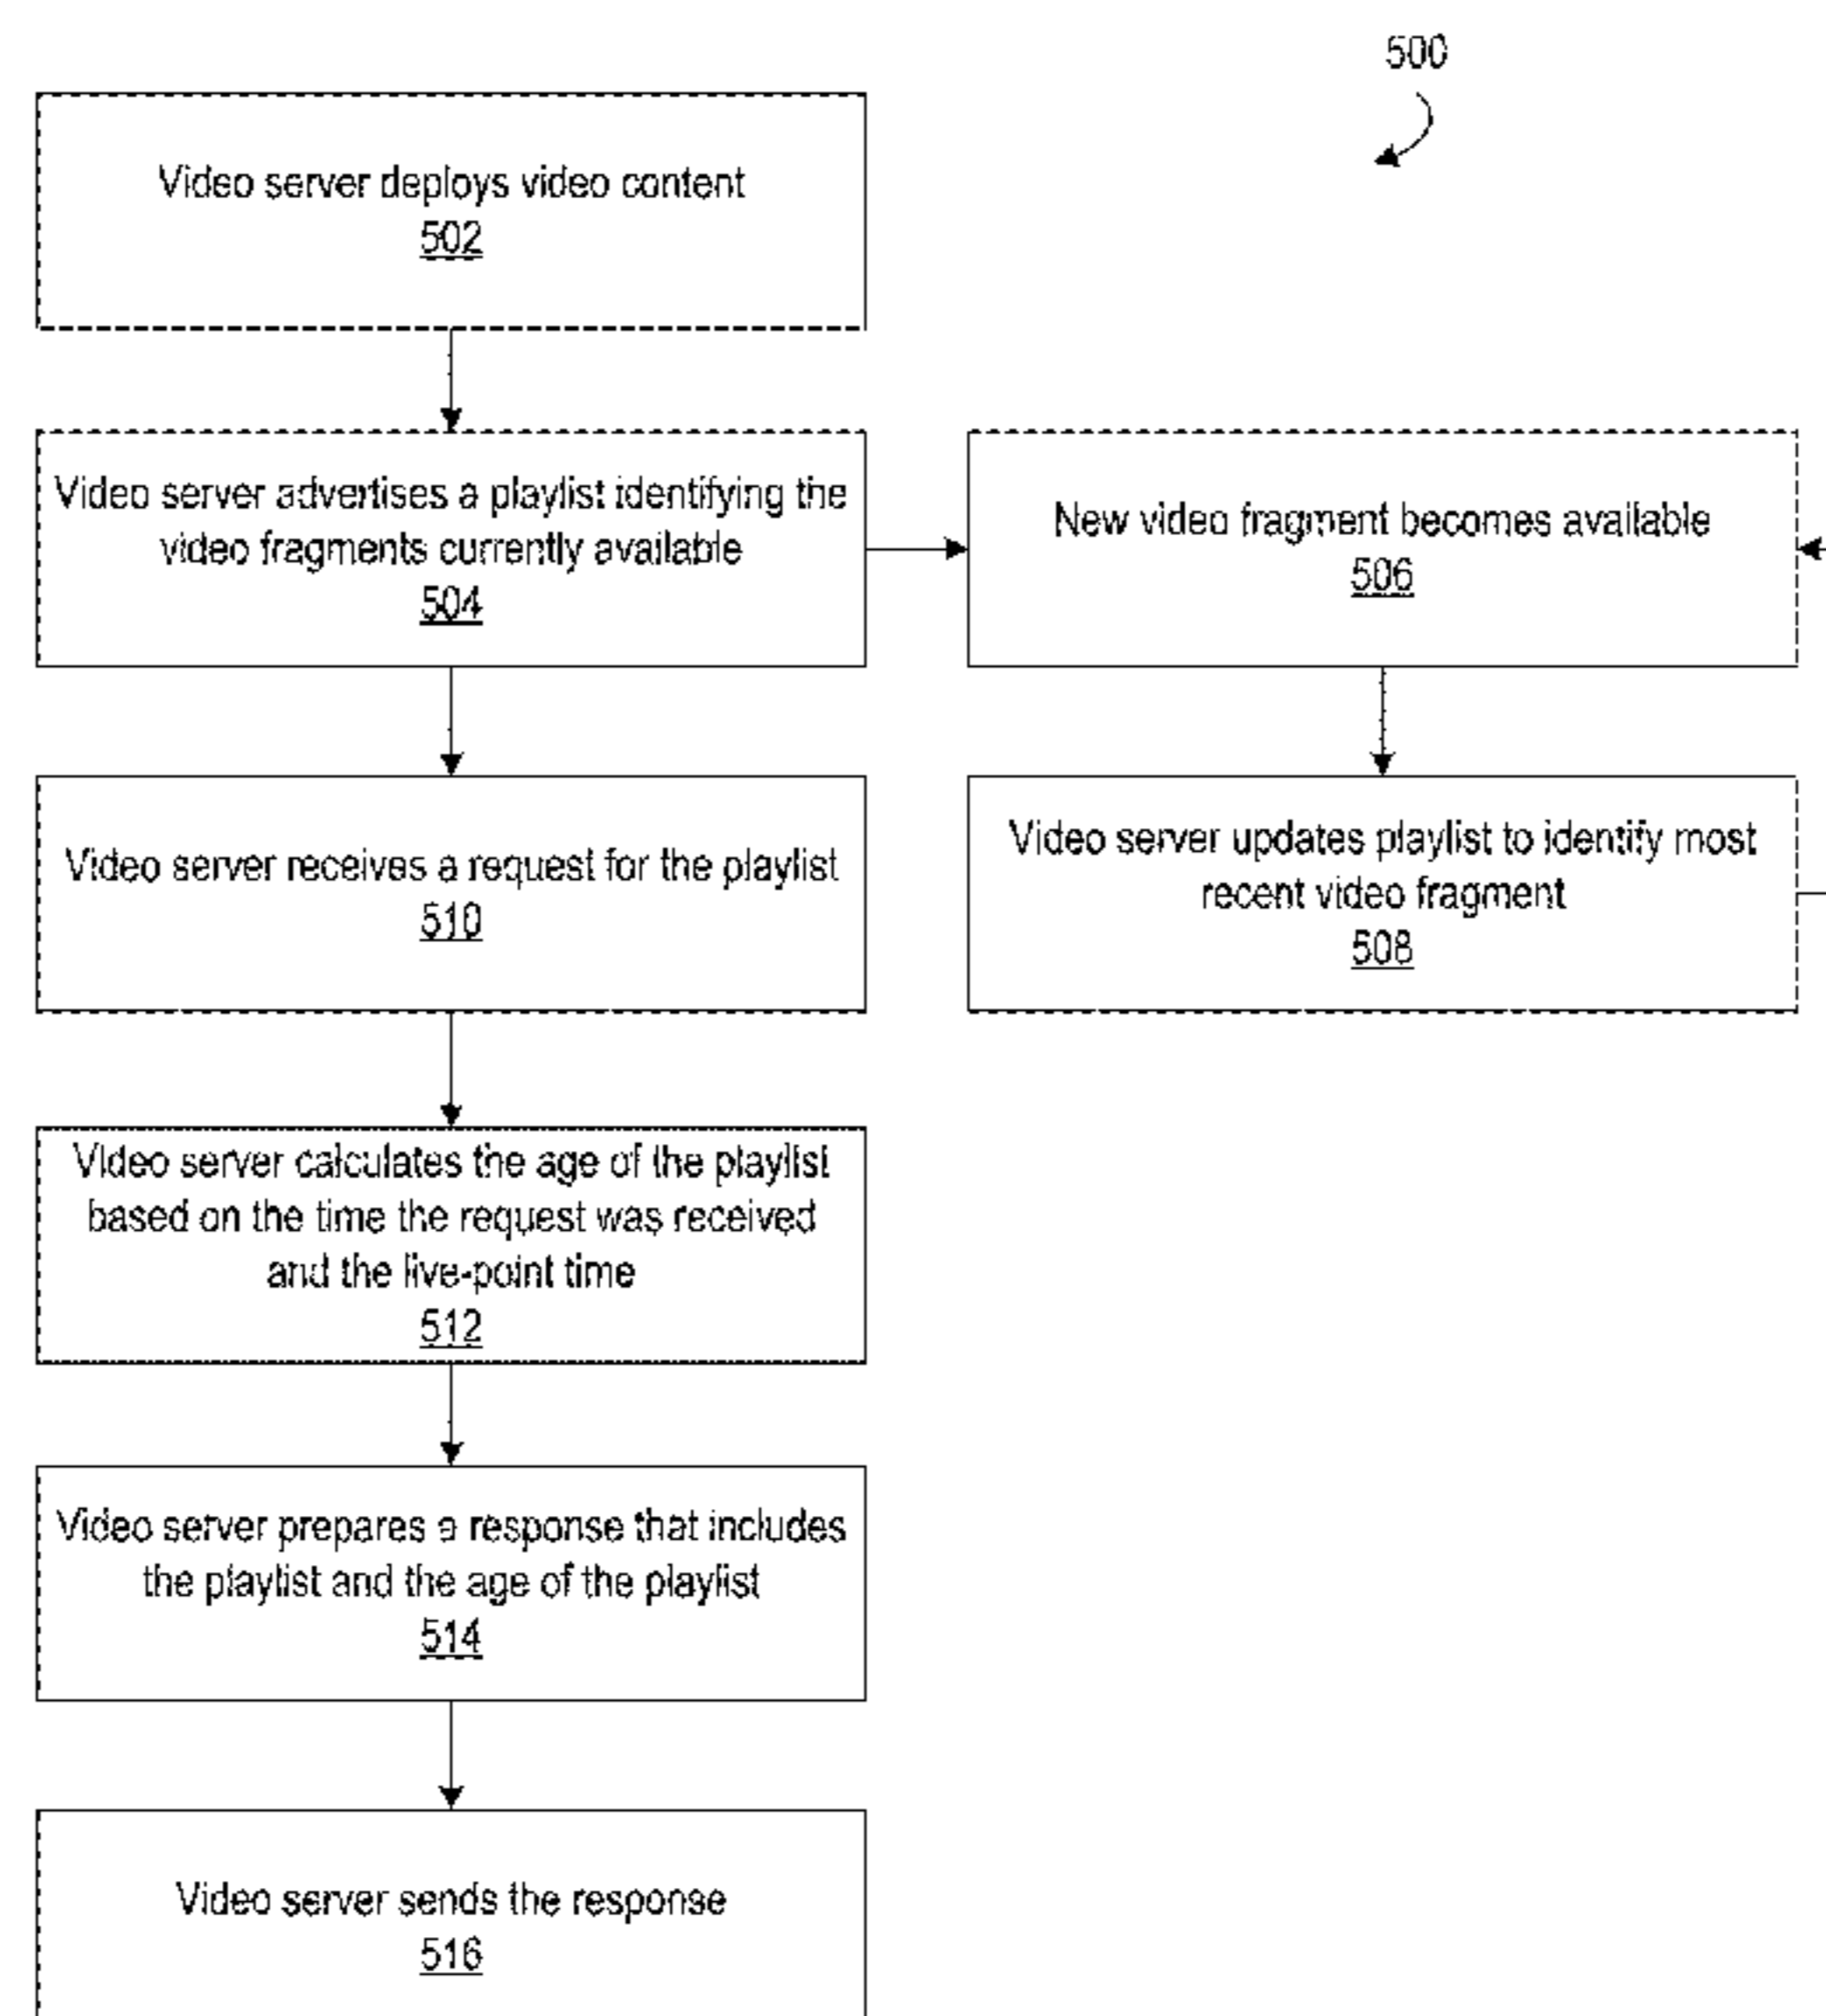 500
Video server deploys video content
502
Video server advertises a playlist identifying the
video fragments currently available
504
New video fragment becomes available
506
Video server receives a request for the playlist
510
Video server updates playlist to identify most
recent video fragment
508
Video server calculates the age of the playlist
based on the time the request was received
and the live-point time
512
Video server prepares a response that includes
the playlist and the age of the playlist
514
Video server sends the response
516